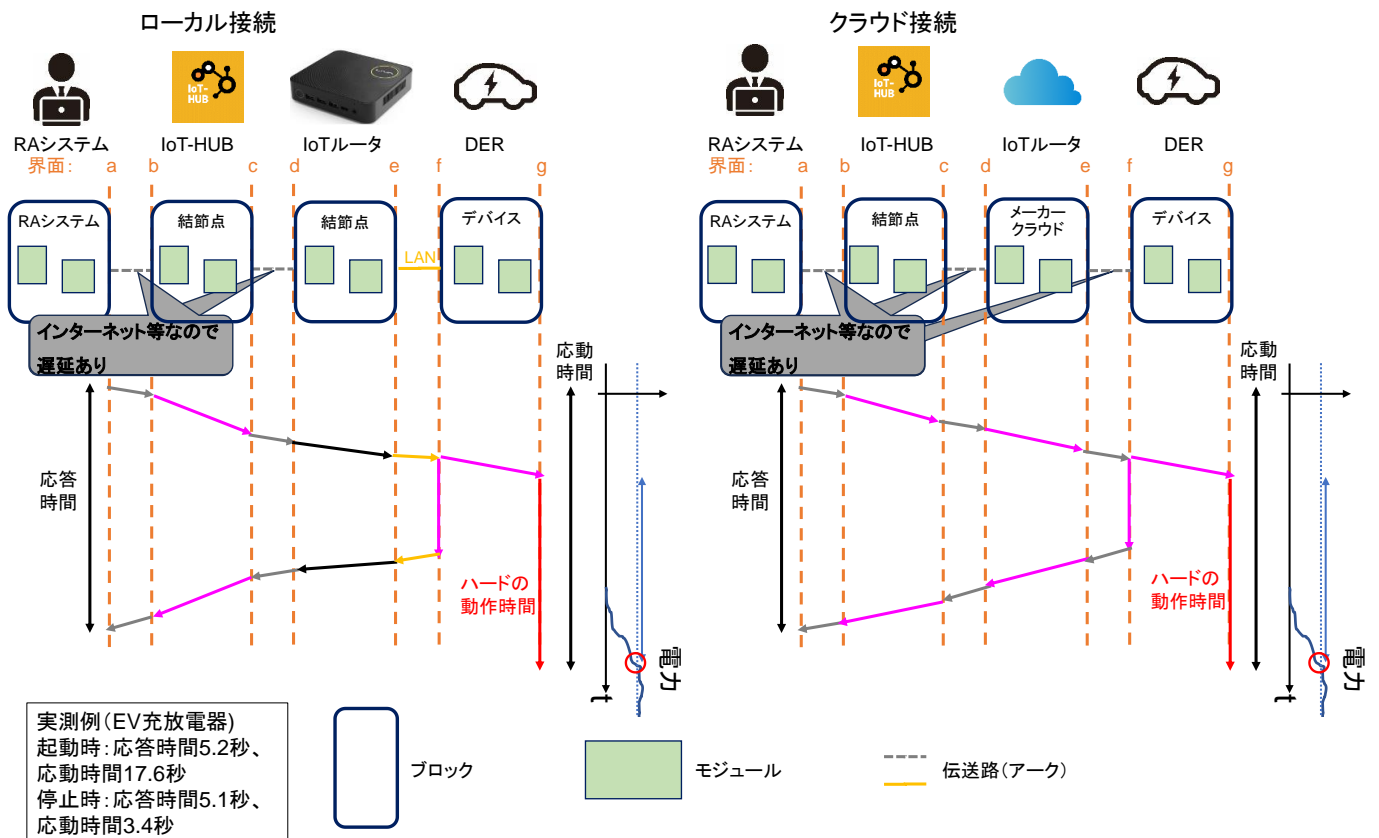 ローカル接続
IoT-
HUB
RAシステム
IoT-HUB
IoTルータ
DER
界面:
a
b
c
d
e
f
g
RAシステム
結節点
結節点
デバイス
LAN
インターネット等なので
遅延あり
応動
時間
応答
時間
ハードの
動作時間
電力
t
クラウド接続
IoT-
HUB
RAシステム
IoT-HUB
IoTルータ
DER
界面:
a
b
c
d
e
f
g
RAシステム
結節点
メーカー
クラウド
デバイス
インターネット等なので
遅延あり
応動
時間
応答
時間
ハードの
動作時間
電力
t
実測例(EV充放電器)
起動時:応答時間5.2秒、
応動時間17.6秒
停止時:応答時間5.1秒、
応動時間3.4秒
ブロック
モジュール
伝送路(アーク)